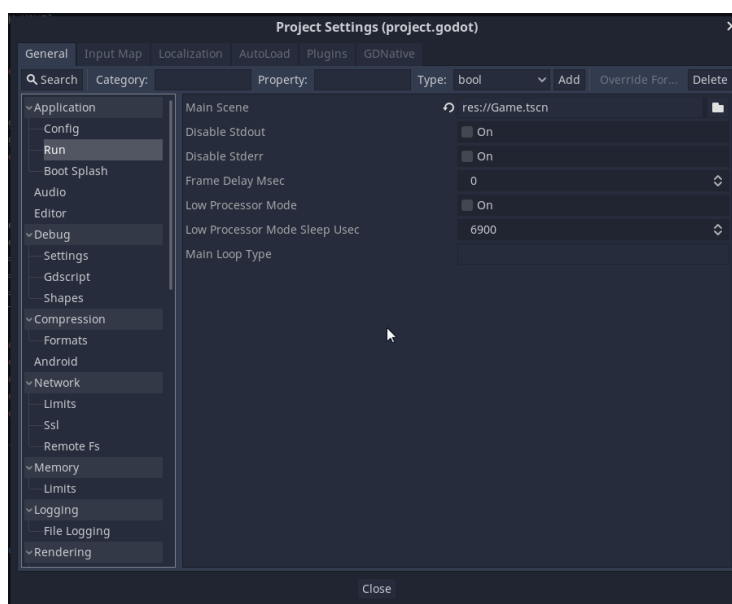 Project Settings (project.godot)
General Input Map Localization AutoLoad Plugins GDNative
Search Category: Property: Type: bool Add Override For... Delete
Application
Config
Run
Boot Splash
Audio
Editor
Debug
Settings
Gdscript
Shapes
Compression
Formats
Android
Network
Limits
Ssl
Remote Fs
Memory
Limits
Logging
File Logging
Rendering
Main Scene res://Game.tscn
Disable Stdout On
Disable Stderr On
Frame Delay Msec 0
Low Processor Mode On
Low Processor Mode Sleep Usec 6900
Main Loop Type
Close